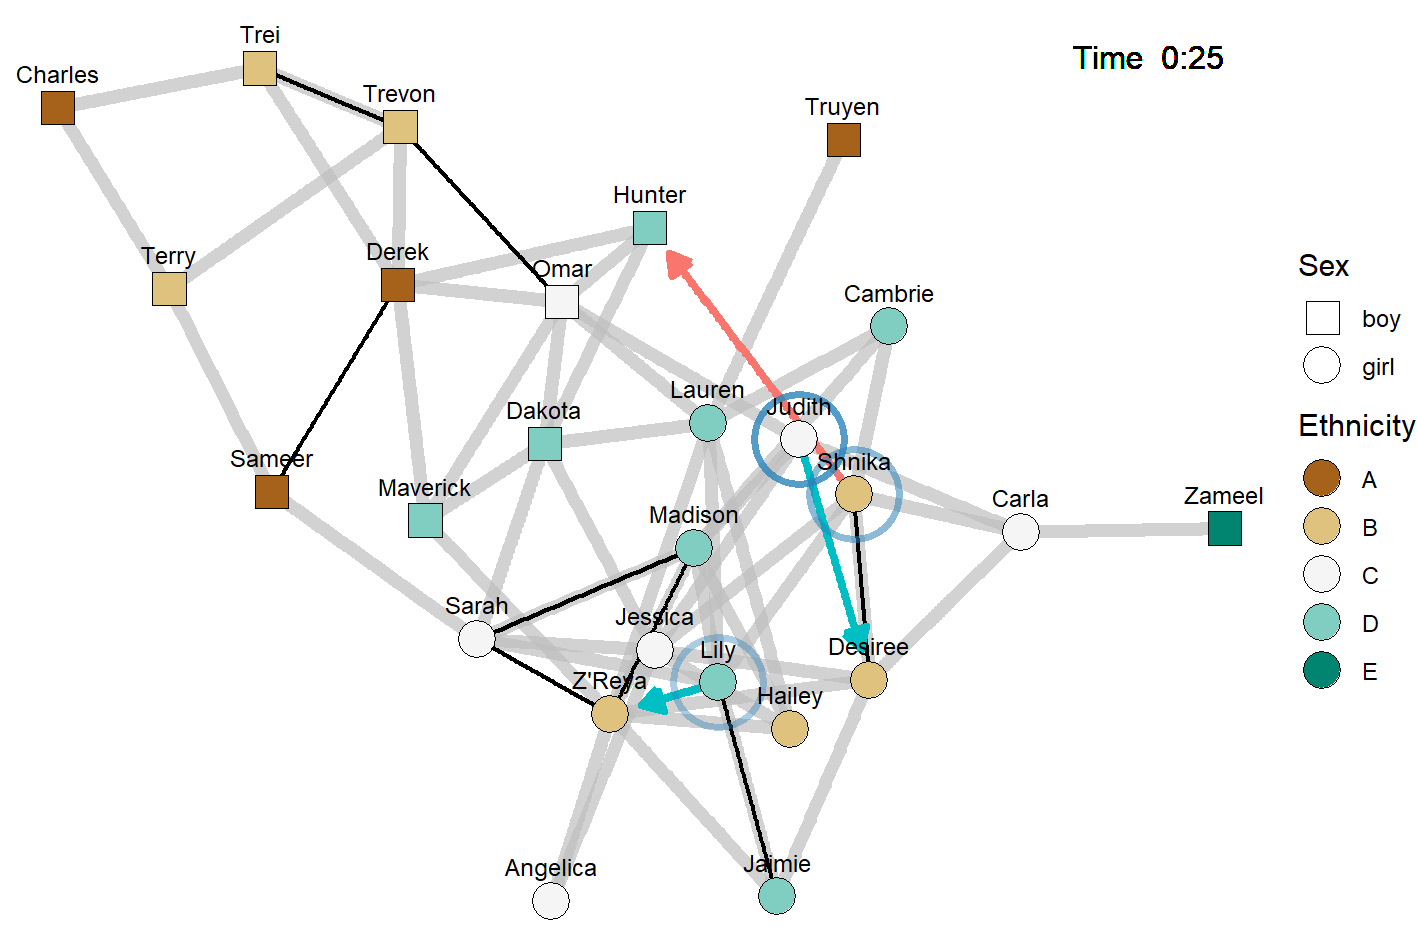 Trei
Time 0:25
Charles
Trevon
Truyen
Hunter
Terry
Derek
Omar
Cambrie
Sex
boy
girl
Lauren
Judith
Dakota
Ethnicity
Sameer
Shnika
A
Maverick
Carla
Zameel
Madison
B
C
Sarah
Jessica
D
Lily
Desiree
E
Z'Reya
Hailey
Angelica
Jaimie